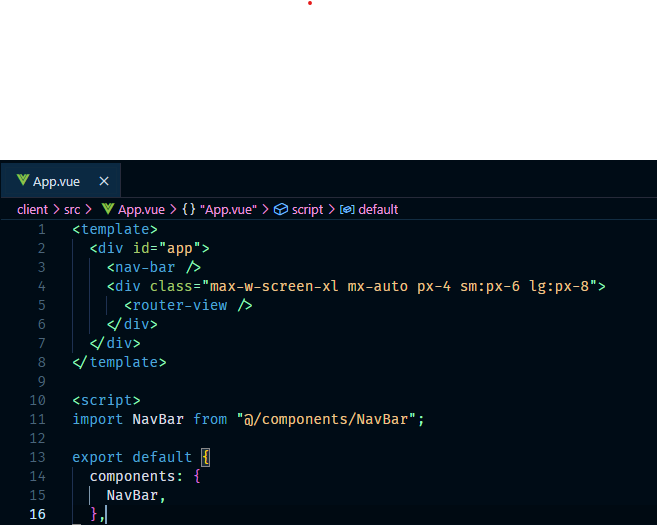 App.vue ×
client > src > App.vue > {} "App.vue" > script > default
1 <template>
2   <div id="app">
3     <nav-bar />
4     <div class="max-w-screen-xl mx-auto px-4 sm:px-6 lg:px-8">
5       <router-view />
6     </div>
7   </div>
8 </template>
9
10 <script>
11 import NavBar from "@/components/NavBar";
12
13 export default {
14   components: {
15     NavBar,
16   },